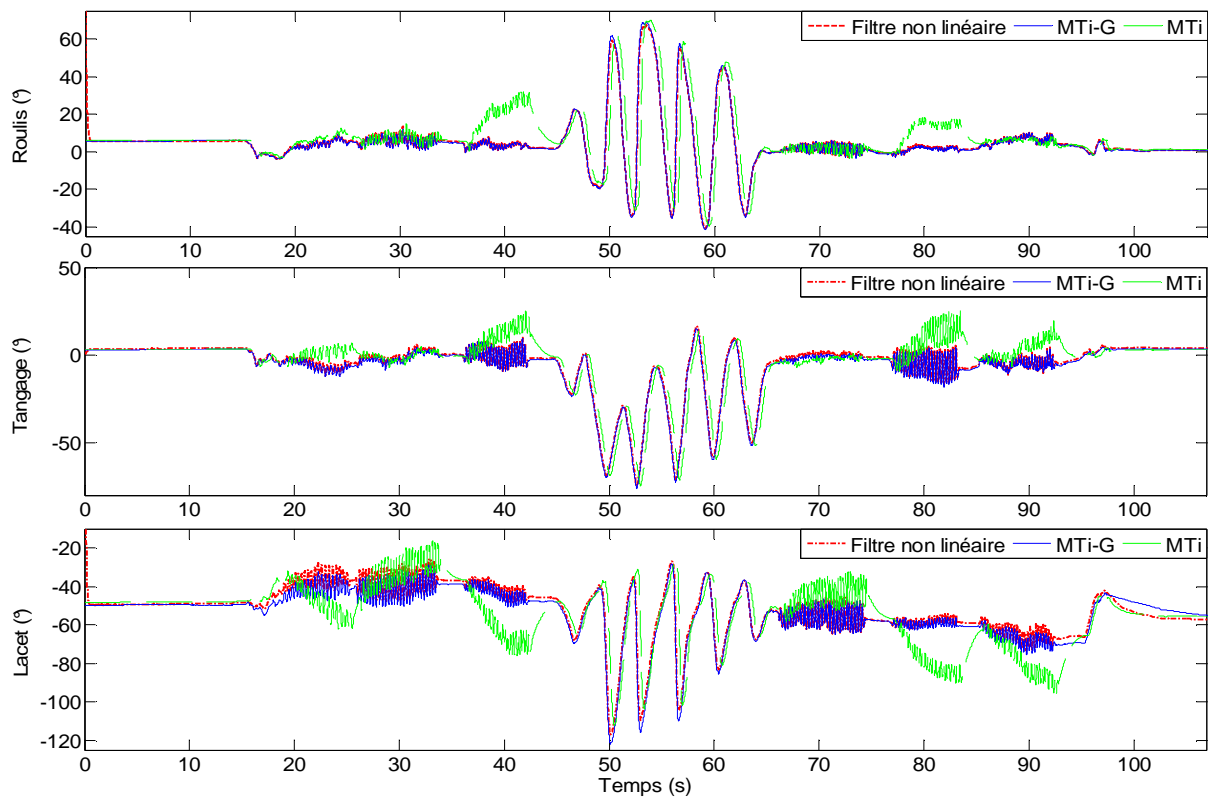 Filtre non linéaire MTi-G MTi
Roulis (°)
60
40
20
0
-20
-40
0 10 20 30 40 50 60 70 80 90 100
Filtre non linéaire MTi-G MTi
Tangage (°)
50
0
-50
0 10 20 30 40 50 60 70 80 90 100
Filtre non linéaire MTi-G MTi
Lacet (°)
-20
-40
-60
-80
-100
-120
0 10 20 30 40 50 60 70 80 90 100
Temps (s)